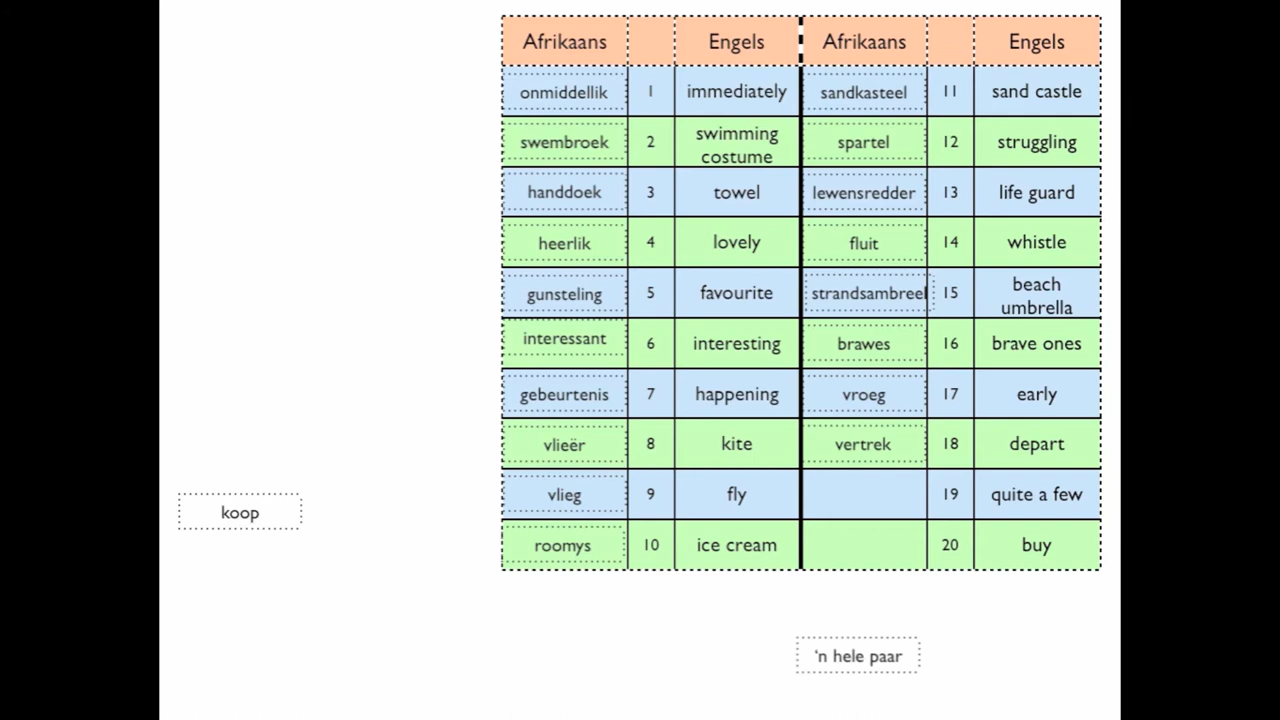 Afrikaans Engels Afrikaans Engels
onmiddellik 1 immediately sandkasteel 11 sand castle
swembroek 2 swimming costume spartel 12 struggling
handdoek 3 towel lewensredder 13 life guard
heerlik 4 lovely fluit 14 whistle
gunsteling 5 favourite strandsambreel 15 beach umbrella
interessant 6 interesting brawes 16 brave ones
gebeurtenis 7 happening vroeg 17 early
vlieër 8 kite vertrek 18 depart
vlieg 9 fly 19 quite a few
koop
roomys 10 ice cream 20 buy
'n hele paar